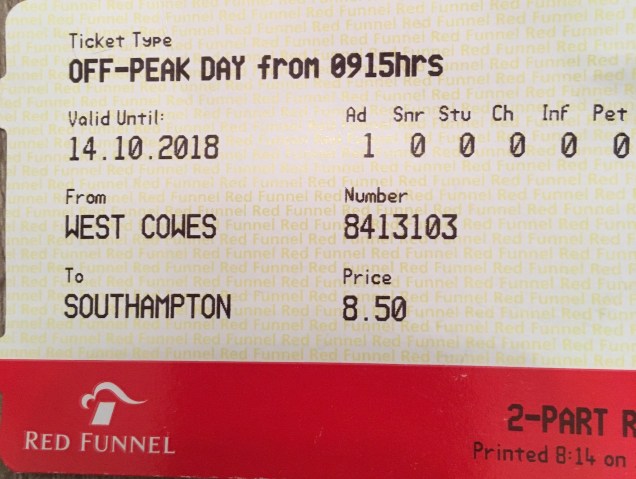 Ticket Type
OFF-PEAK DAY from 0915hrs
Valid Until: Ad Snr Stu Ch Inf Pet
14.10.2018 1 0 0 0 0 0
From Number
WEST COWES 8413103
To Price
SOUTHAMPTON 8.50
2-PART R
RED FUNNEL
Printed 8:14 on